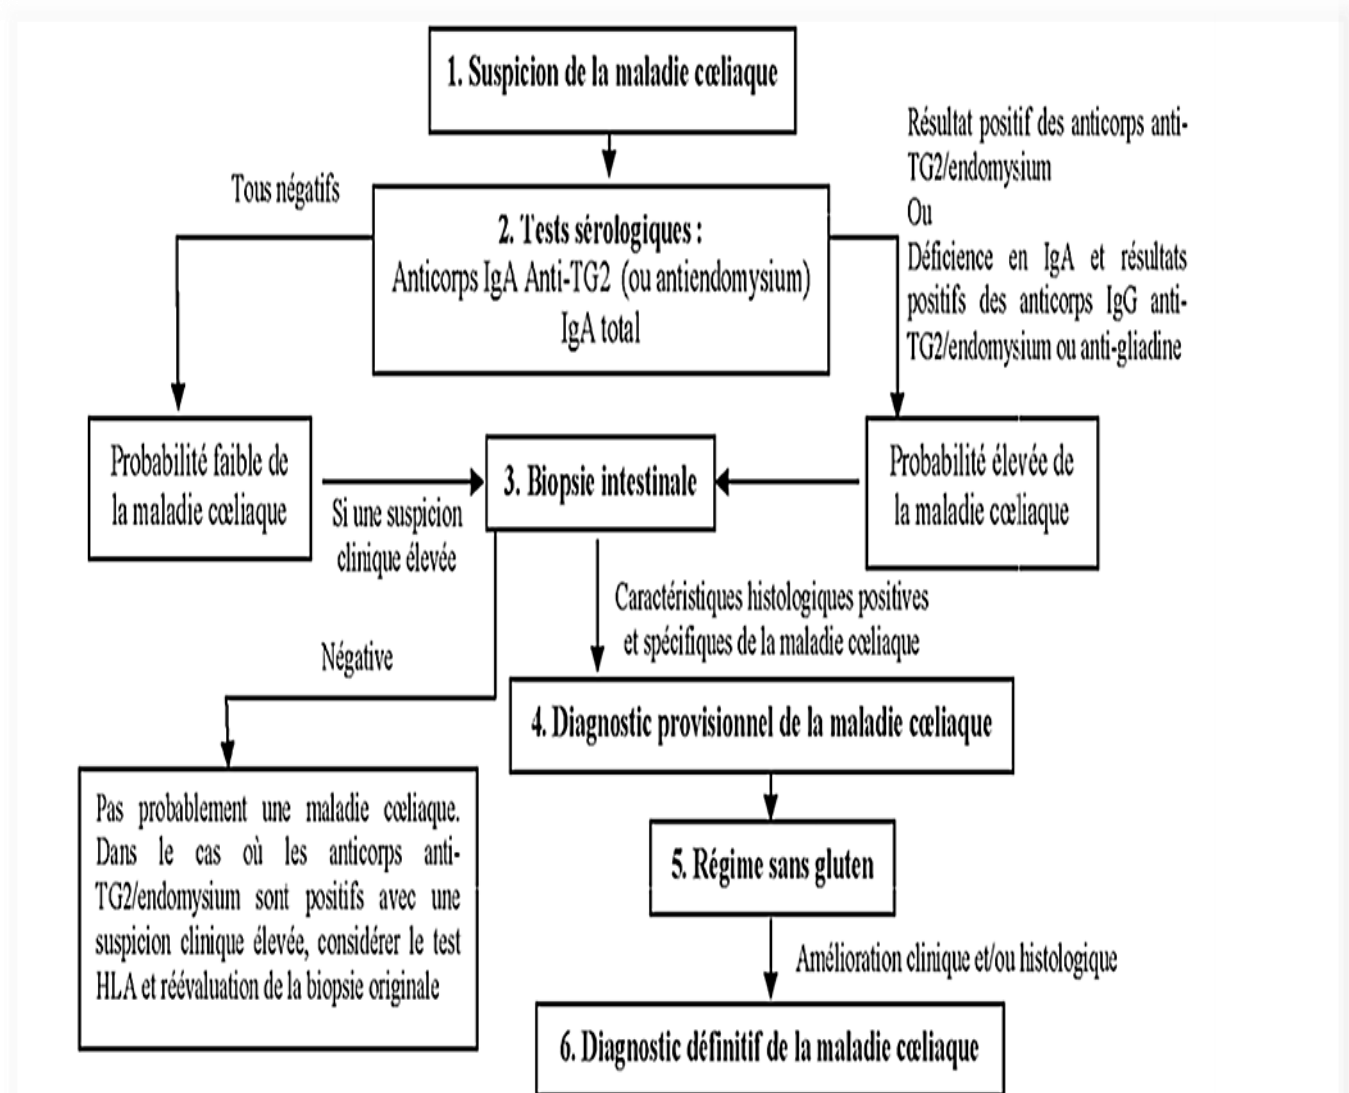 1. Suspicion de la maladie cœliaque
Tous négatifs
2. Tests sérologiques :
Anticorps IgA Anti-TG2 (ou antiendomysium)
IgA total
Résultat positif des anticorps anti-
TG2/endomysium
Ou
Déficience en IgA et résultats
positifs des anticorps IgG anti-
TG2/endomysium ou anti-gliadine
Probabilité faible de
la maladie cœliaque
Si une suspicion
clinique élevée
3. Biopsie intestinale
Probabilité élevée de
la maladie cœliaque
Caractéristiques histologiques positives
et spécifiques de la maladie cœliaque
Négative
4. Diagnostic provisionnel de la maladie cœliaque
Pas probablement une maladie cœliaque.
Dans le cas où les anticorps anti-
TG2/endomysium sont positifs avec une
suspicion clinique élevée, considérer le test
HLA et réévaluation de la biopsie originale
5. Régime sans gluten
Amélioration clinique et/ou histologique
6. Diagnostic définitif de la maladie cœliaque